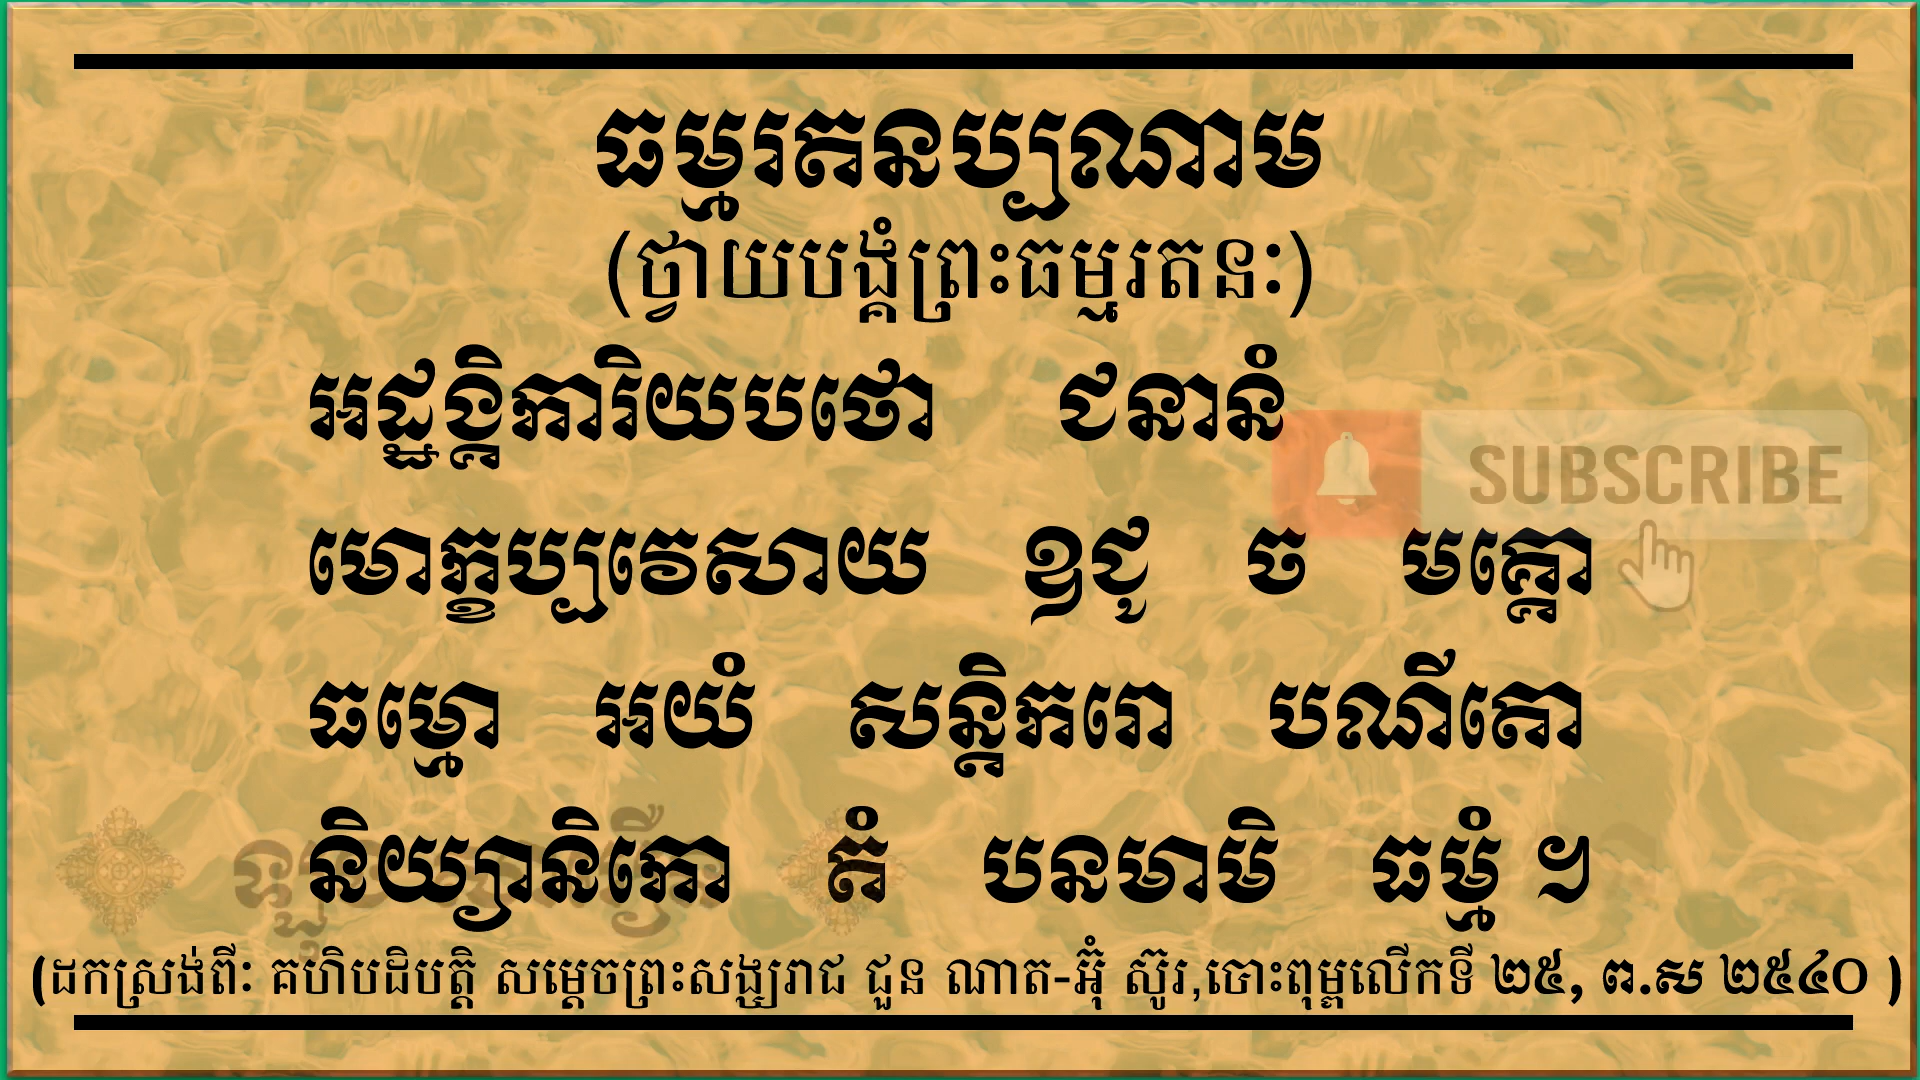 ធម្មរតនប្បណាម
(ថ្វាយបង្គំព្រះធម្មរតនៈ)
អដ្ឋង្គិការិយបថោ ជនានំ
SUBSCRIBE
មោក្ខប្បវេសាយ ឱជូ ច មគ្គោ
ធម្មោ អយំ សន្តិករោ បណីតោ
និយ្យានិកោ តំ បនមាមិ ធម្មំ ៗ
(ដកស្រង់ពីៈ គហិបដិបត្តិ សម្តេចព្រះសង្ឃរាជ ជួន ណាត-អ៊ុំ ស៊ូរ,បោះពុម្ពលើកទី ២៥, ព.ស ២៥៤០ )